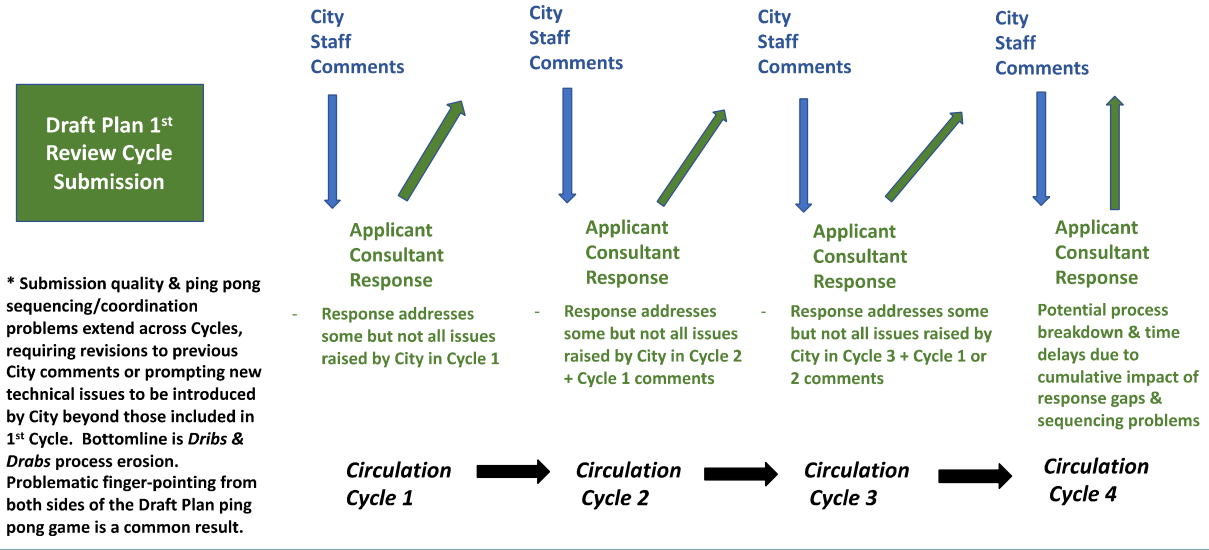 City
Staff
Comments
City
Staff
Comments
City
Staff
Comments
City
Staff
Comments
Draft Plan 1st
Review Cycle
Submission
Applicant
Consultant
Response
Applicant
Consultant
Response
Applicant
Consultant
Response
Applicant
Consultant
Response
* Submission quality & ping pong
sequencing/coordination
problems extend across Cycles,
requiring revisions to previous
City comments or prompting new
technical issues to be introduced
by City beyond those included in
1st Cycle. Bottomline is Dribs &
Drabs process erosion.
Problematic finger-pointing from
both sides of the Draft Plan ping
pong game is a common result.
- Response addresses
some but not all issues
raised by City in Cycle 1
- Response addresses
some but not all issues
raised by City in Cycle 2
+ Cycle 1 comments
- Response addresses some
but not all issues raised by
City in Cycle 3 + Cycle 1 or
2 comments
Potential process
breakdown & time
delays due to
cumulative impact of
response gaps &
sequencing problems
Circulation
Cycle 1
Circulation
Cycle 2
Circulation
Cycle 3
Circulation
Cycle 4